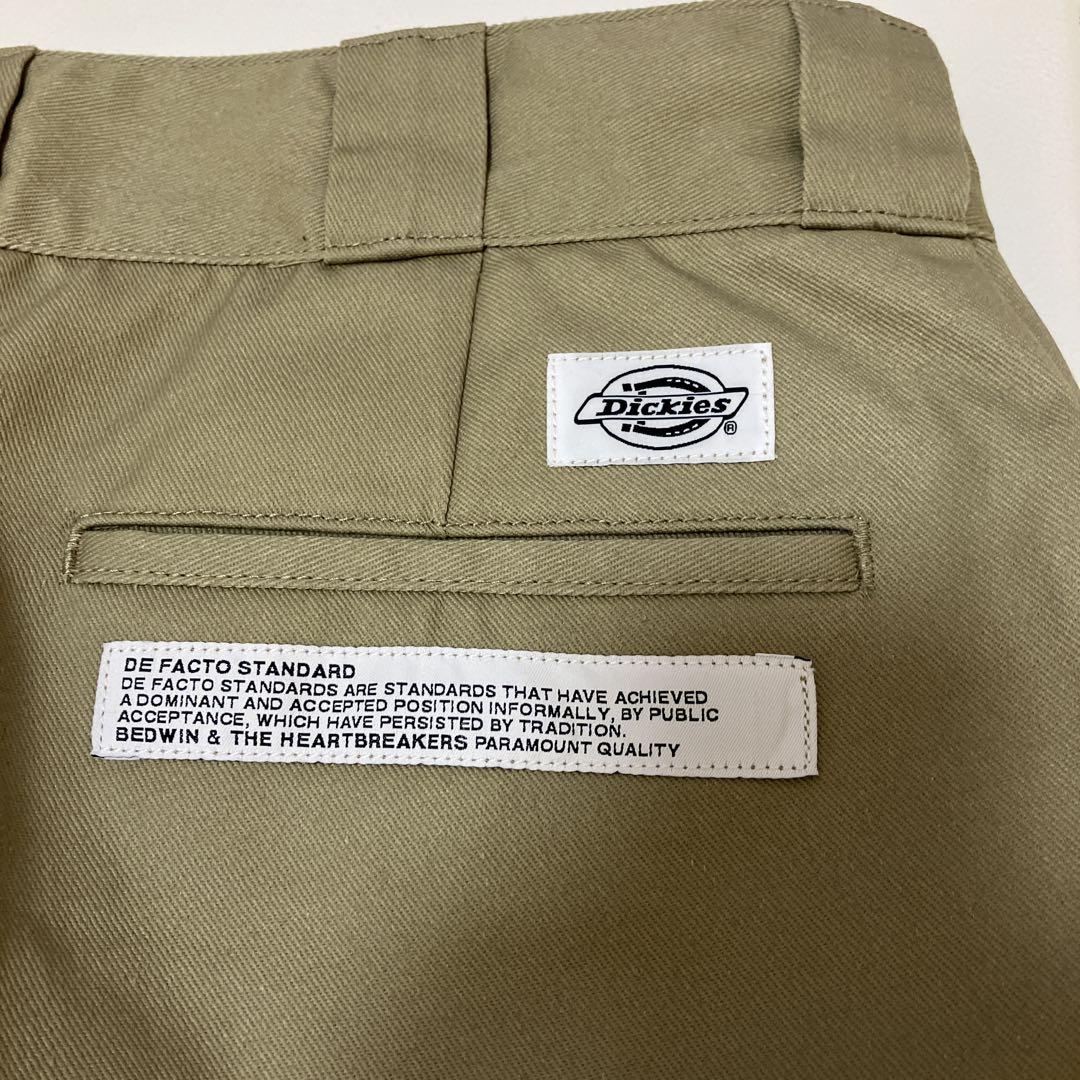 Dickies
®
DE FACTO STANDARD
DE FACTO STANDARDS ARE STANDARDS THAT HAVE ACHIEVED
A DOMINANT AND ACCEPTED POSITION INFORMALLY, BY PUBLIC
ACCEPTANCE, WHICH HAVE PERSISTED BY TRADITION.
BEDWIN & THE HEARTBREAKERS PARAMOUNT QUALITY